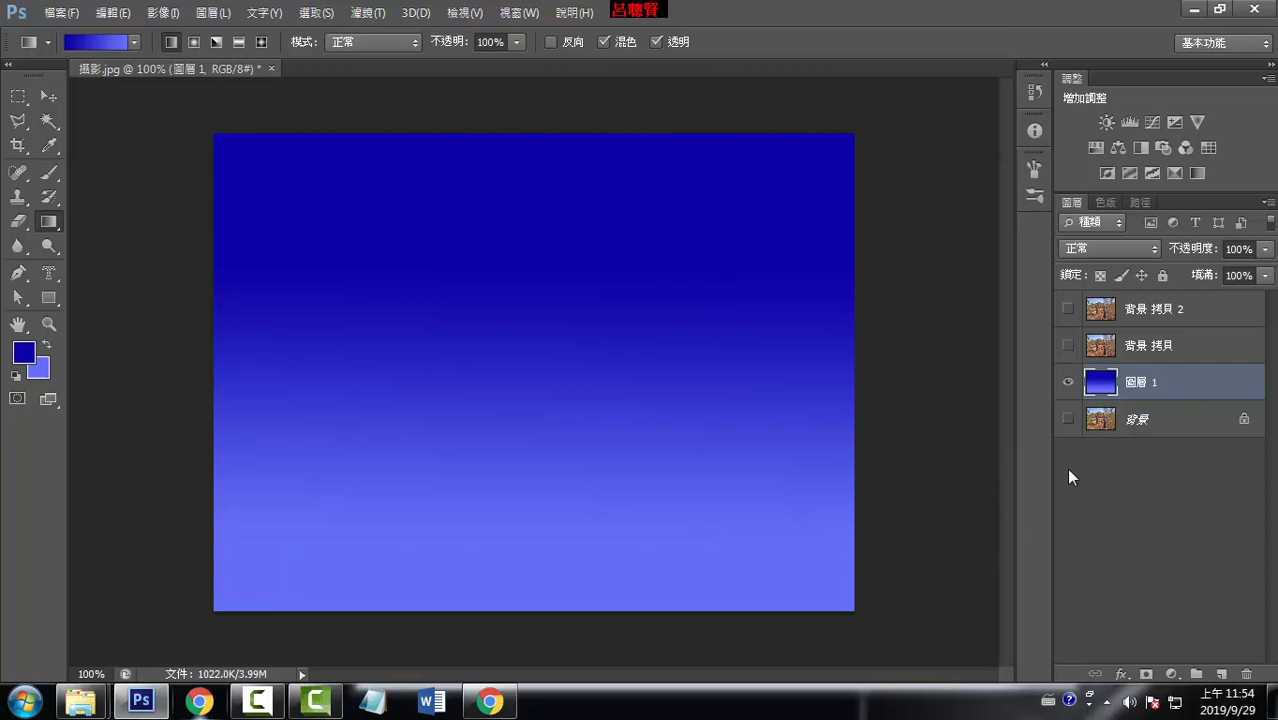 Ps 檔案(F) 編輯(E) 影像(I) 圖層(L) 文字(Y) 選取(S) 濾鏡(T) 3D(D) 檢視(V) 視窗(W) 說明(H) 呂聰賢
模式: 正常 不透明: 100% 反向 混色 透明 基本功能
攝影.jpg @ 100% (圖層 1, RGB/8#) * ×
調整
增加調整
圖層 色版 路徑
種類
正常 不透明度: 100%
鎖定: 填滿: 100%
背景 拷貝 2
背景 拷貝
圖層 1
背景
100% 文件: 1022.0K/3.99M
上午 11:54
2019/9/29